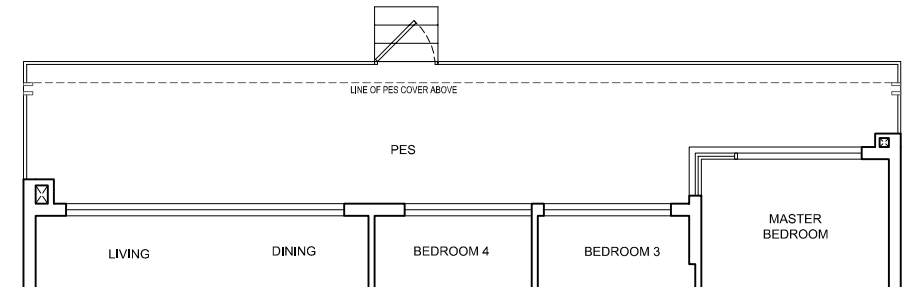 LINE OF PES COVER ABOVE
PES
LIVING
DINING
BEDROOM 4
BEDROOM 3
MASTER
BEDROOM